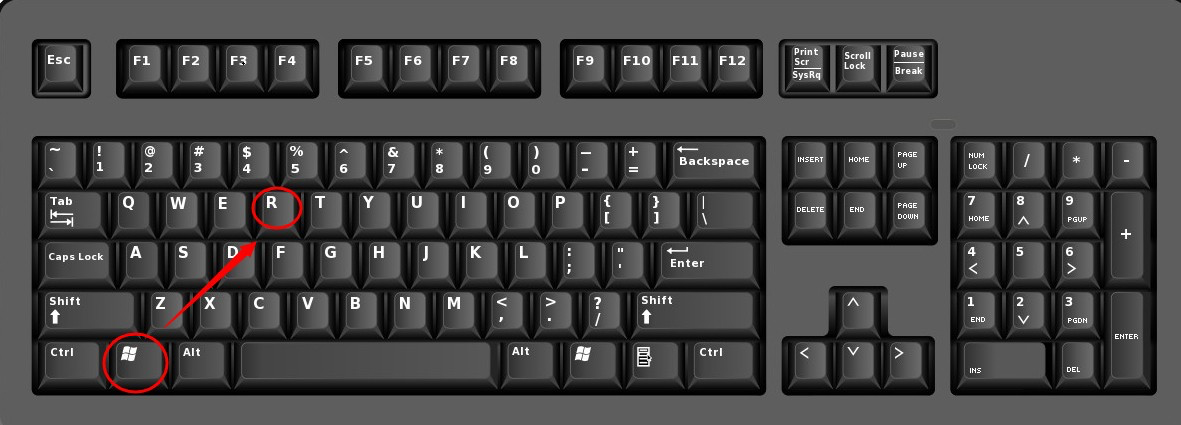 Esc F1 F2 F3 F4 F5 F6 F7 F8 F9 F10 F11 F12 Print Scr SysRq Scroll Lock Pause Break
~ ` ! 1 @ 2 # 3 $ 4 % 5 ^ 6 & 7 * 8 ( 9 ) 0 — - + = Backspace INSERT HOME PAGE UP NUM LOCK / * -
Tab Q W E R T Y U I O P { [ } ] | \ DELETE END PAGE DOWN 7 HOME 8 9 PGUP +
Caps Lock A S D F G H J K L : ; " ' Enter 4 5 6
Shift Z X C V B N M < , > . ? / Shift 1 END 2 3 PGDN ENTER
Ctrl Alt Alt Ctrl INS DEL